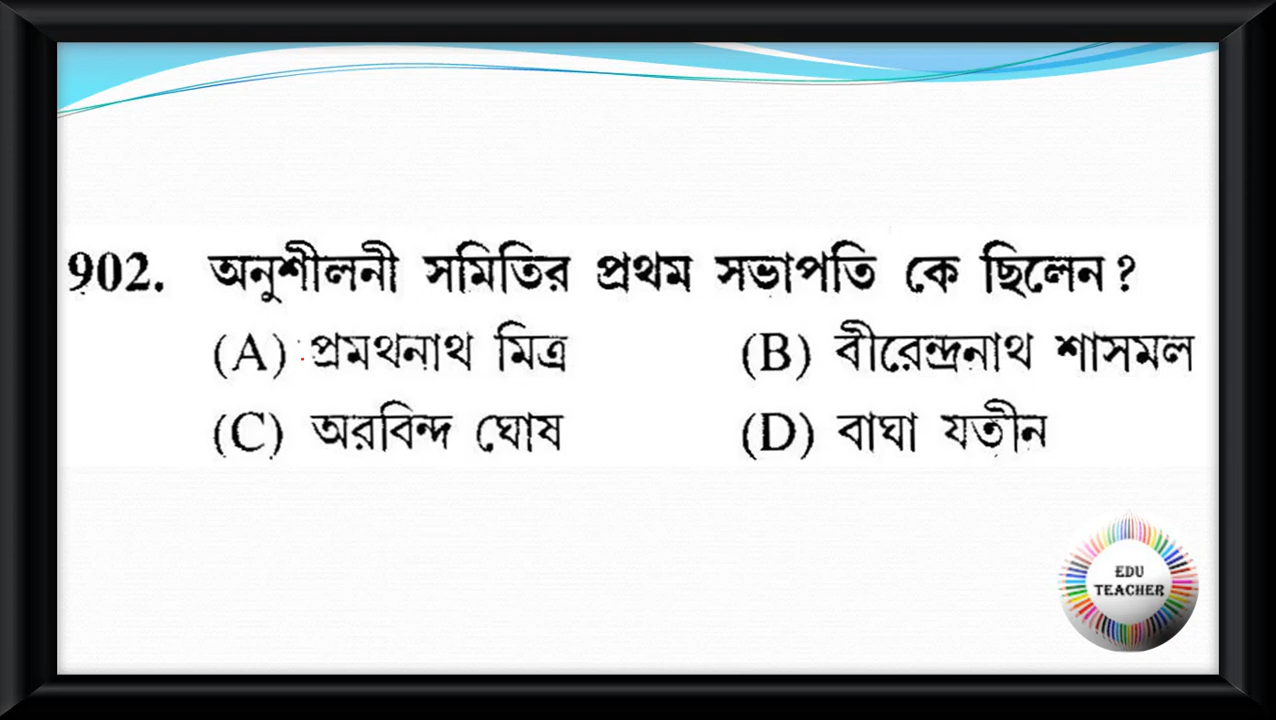 902. অনুশীলনী সমিতির প্রথম সভাপতি কে ছিলেন?
(A) প্রমথনাথ মিত্র (B) বীরেন্দ্রনাথ শাসমল
(C) অরবিন্দ ঘোষ (D) বাঘা যতীন
EDU
TEACHER